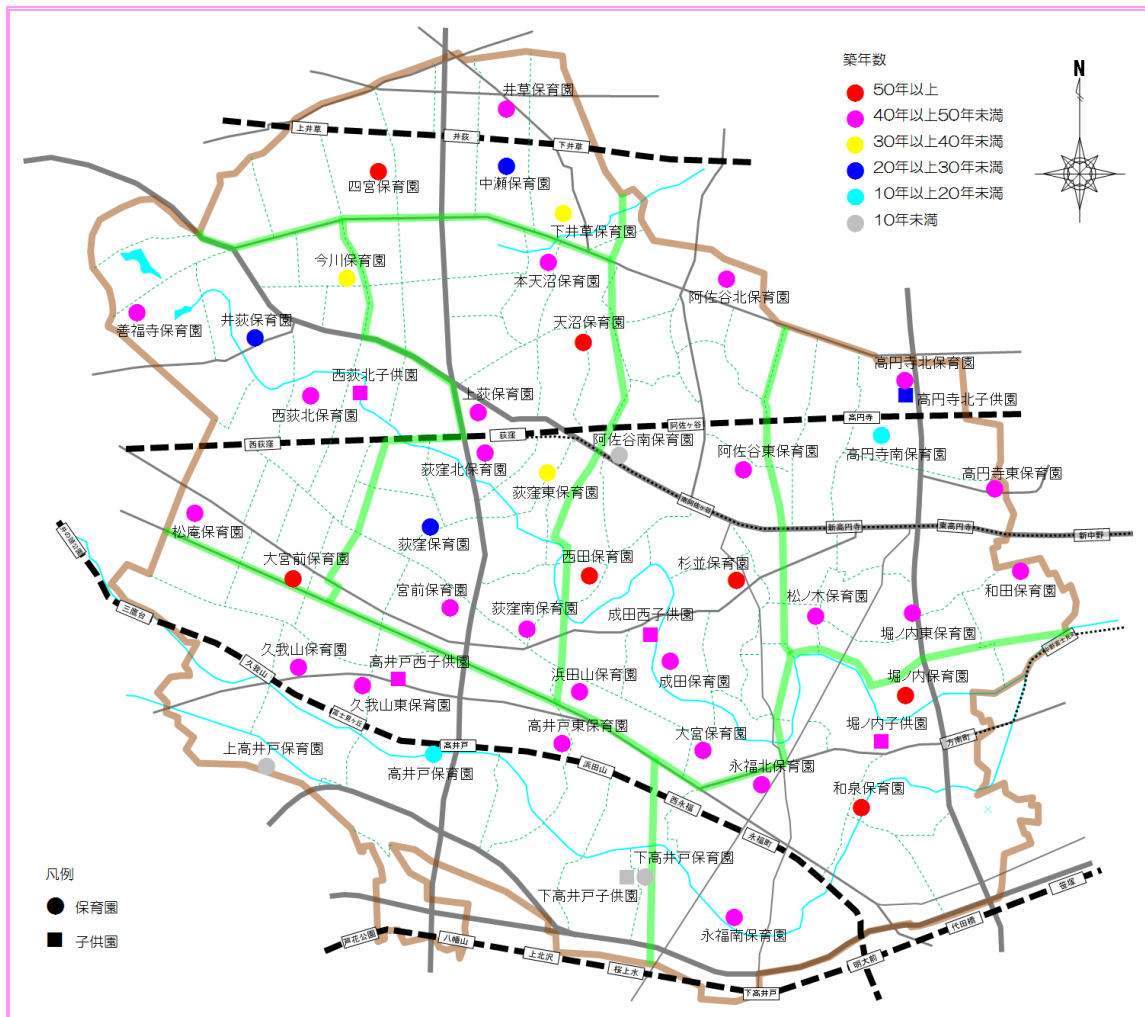 築年数
50年以上
40年以上50年未満
30年以上40年未満
20年以上30年未満
10年以上20年未満
10年未満
N
井草保育園
上井草
井荻
下井草
四宮保育園
中瀬保育園
下井草保育園
今川保育園
本天沼保育園
阿佐谷北保育園
善福寺保育園
井荻保育園
天沼保育園
西荻北子供園
西荻北保育園
上荻保育園
高円寺北保育園
高円寺北子供園
西荻窪
荻窪
阿佐ヶ谷
高円寺
荻窪北保育園
阿佐谷南保育園
阿佐谷東保育園
高円寺南保育園
高円寺東保育園
荻窪東保育園
南阿佐ヶ谷
新高円寺
東高円寺
新中野
松庵保育園
荻窪保育園
井の頭公園
大宮前保育園
西田保育園
杉並保育園
和田保育園
三鷹台
宮前保育園
荻窪南保育園
成田西子供園
松ノ木保育園
堀ノ内東保育園
中野富士見町
久我山保育園
高井戸西子供園
久我山
久我山東保育園
浜田山保育園
成田保育園
堀ノ内保育園
富士見ヶ丘
高井戸
高井戸東保育園
大宮保育園
堀ノ内子供園
方南町
上高井戸保育園
高井戸保育園
浜田山
永福北保育園
和泉保育園
西永福
永福町
下高井戸保育園
下高井戸子供園
永福南保育園
凡例
保育園
子供園
芦花公園
八幡山
上北沢
桜上水
下高井戸
明大前
代田橋
笹塚